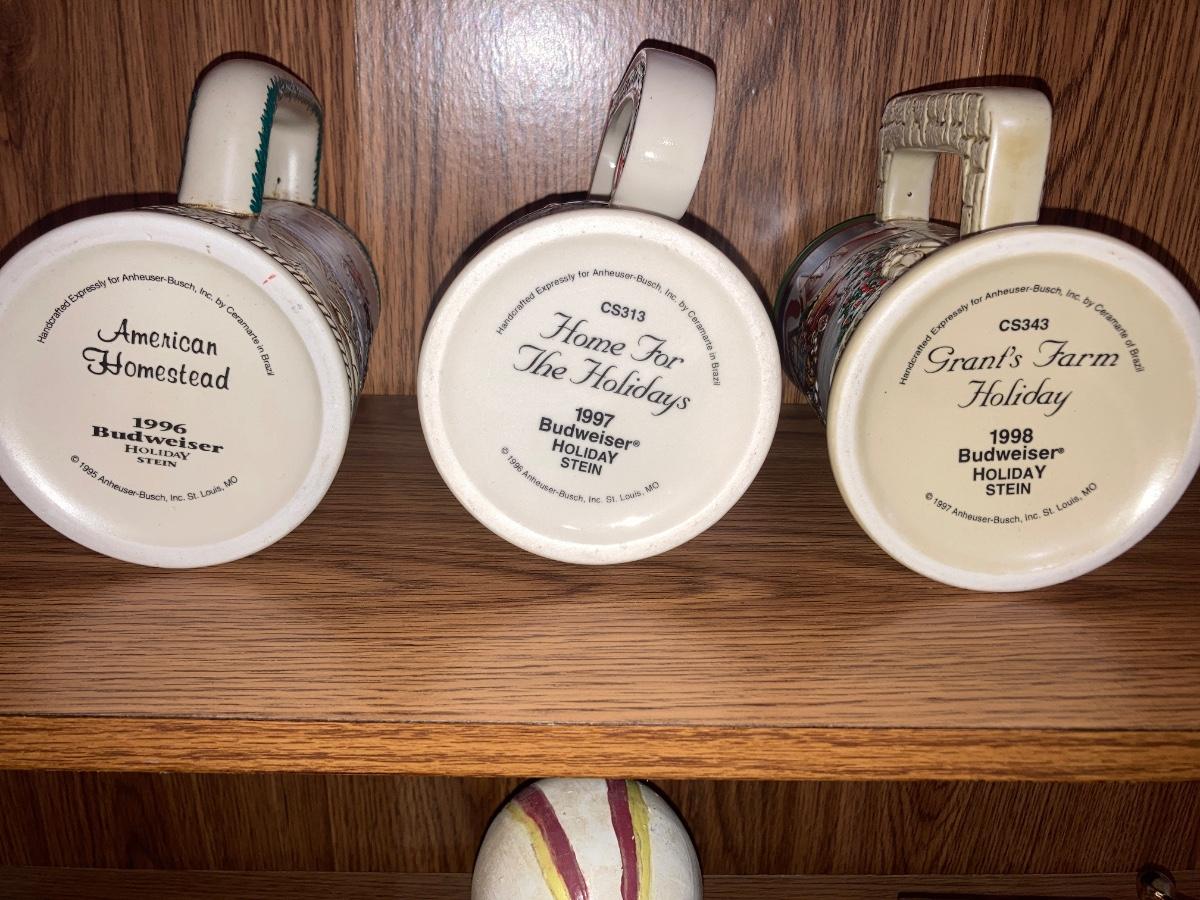 Handcrafted Expressly for Anheuser-Busch, Inc. by Ceramarte in Brazil
American
Homestead
1996
Budweiser
HOLIDAY
STEIN
© 1995 Anheuser-Busch, Inc. St. Louis, MO
Handcrafted Expressly for Anheuser-Busch, Inc. by Ceramarte in Brazil
CS313
Home For
The Holidays
1997
Budweiser®
HOLIDAY
STEIN
© 1996 Anheuser-Busch, Inc. St. Louis, MO
Handcrafted Expressly for Anheuser-Busch, Inc. by Ceramarte of Brazil
CS343
Grant's Farm
Holiday
1998
Budweiser®
HOLIDAY
STEIN
© 1997 Anheuser-Busch, Inc. St. Louis, MO